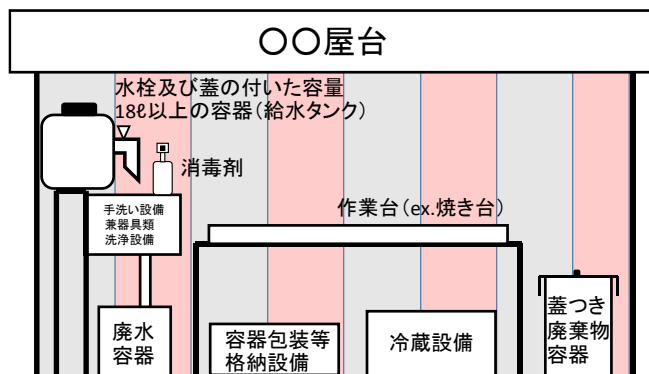 〇〇屋台
水栓及び蓋の付いた容量
18ℓ以上の容器(給水タンク)
消毒剤
手洗い設備
兼器具類
洗浄設備
作業台(ex.焼き台)
廃水
容器
容器包装等
格納設備
冷蔵設備
蓋つき
廃棄物
容器